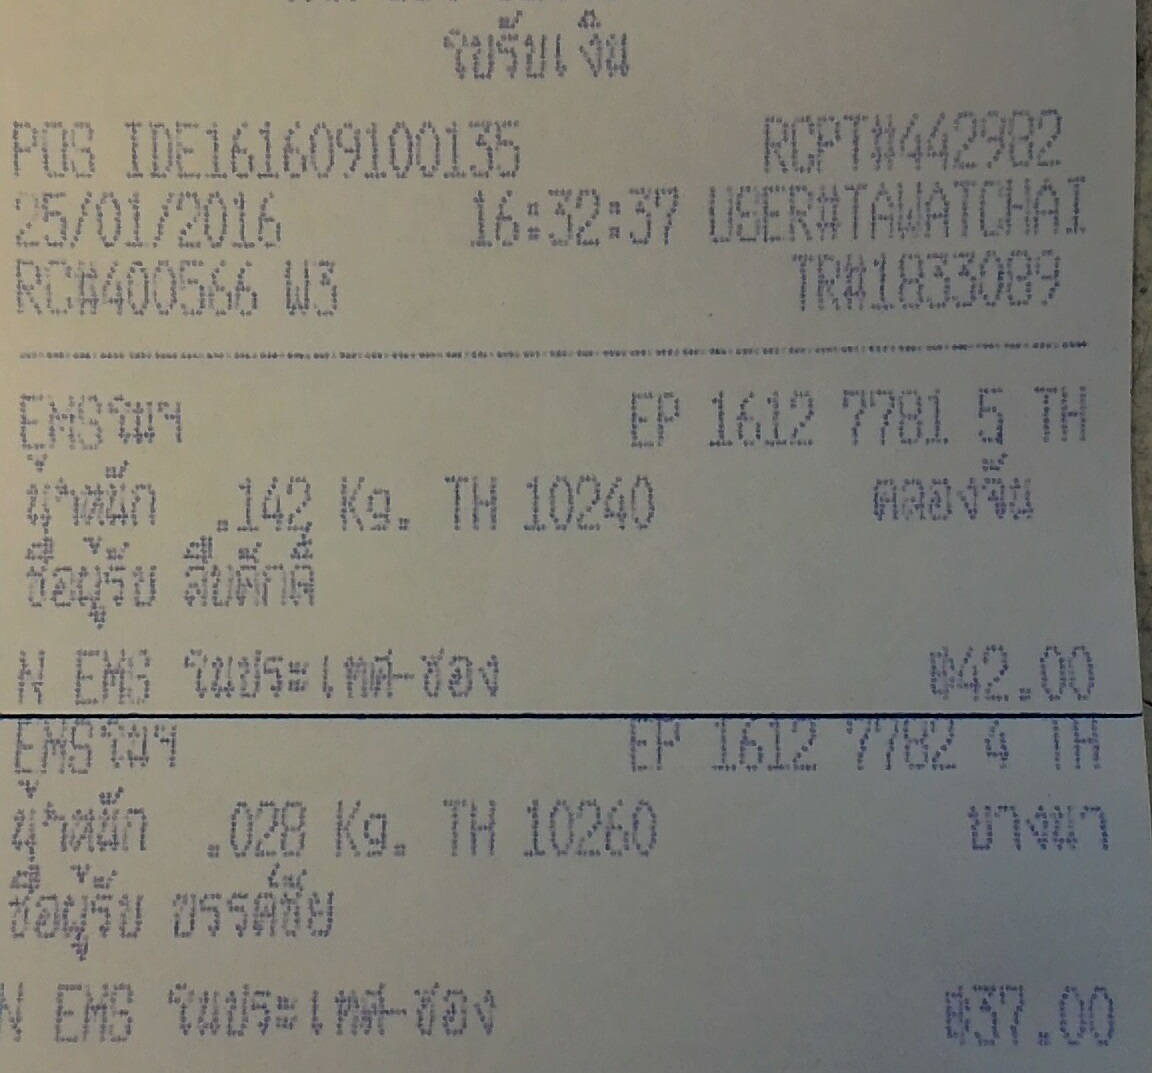 ใบรับเงิน
POS IDE161609100135 RCPT#442982
25/01/2016 16:32:37 USER#TAWATCHAI
RC#400566 W3 TR#1833089
EMSในฯ EP 1612 7781 5 TH
น้ำหนัก .142 Kg. TH 10240 คลองจั่น
ชื่อผู้รับ สืบศักดิ์
N EMS ในประเทศ-ซอง ฿42.00
EMSในฯ EP 1612 7782 4 TH
น้ำหนัก .028 Kg. TH 10260 บางนา
ชื่อผู้รับ บรรศชัย
N EMS ในประเทศ-ซอง ฿37.00